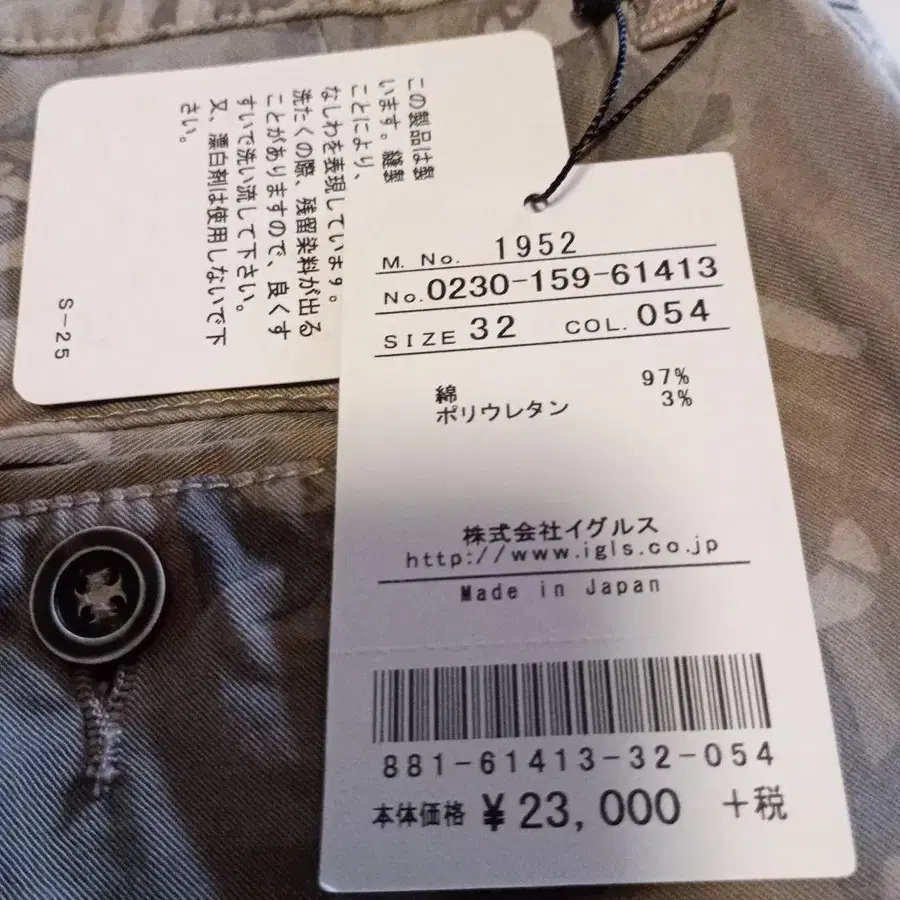 この製品は製
います。縫製
ことにより、
なしわを表現しています。
洗たくの際、残留染料が出る
ことがありますので、良くす
すいで洗い流して下さい。
又、漂白剤は使用しないで下
さい。
S-25
M. No. 1952
No. 0230-159-61413
SIZE 32 COL. 054
綿 97%
ポリウレタン 3%
株式会社イグルス
http://www.igls.co.jp
Made in Japan
881-61413-32-054
本体価格 ¥23,000 +税